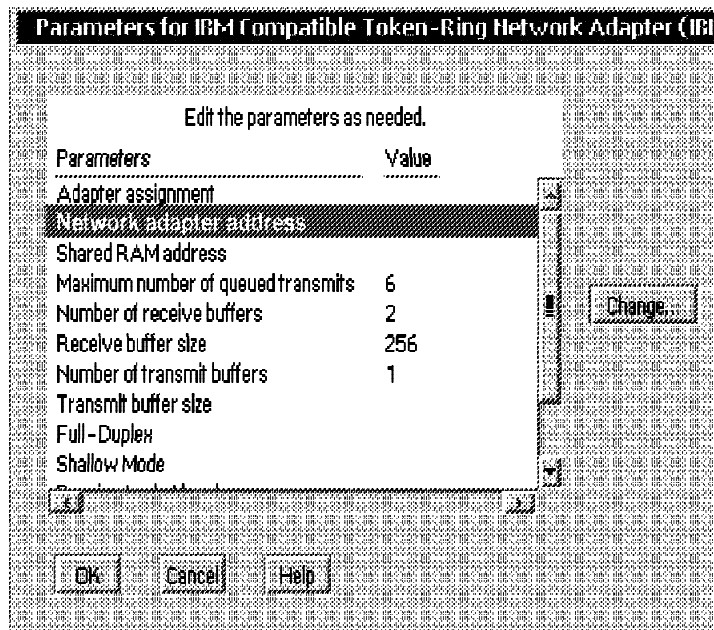 Parameters for IBM Compatible Token-Ring Network Adapter (IBM
Edit the parameters as needed.
Parameters Value
Adapter assignment
Network adapter address
Shared RAM address
Maximum number of queued transmits 6
Number of receive buffers 2
Receive buffer size 256
Number of transmit buffers 1
Transmit buffer size
Full-Duplex
Shallow Mode
Change...
OK Cancel Help